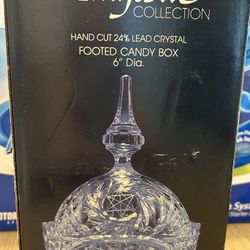 COLLECTION
HAND CUT 24% LEAD CRYSTAL
FOOTED CANDY BOX
6" Dia.